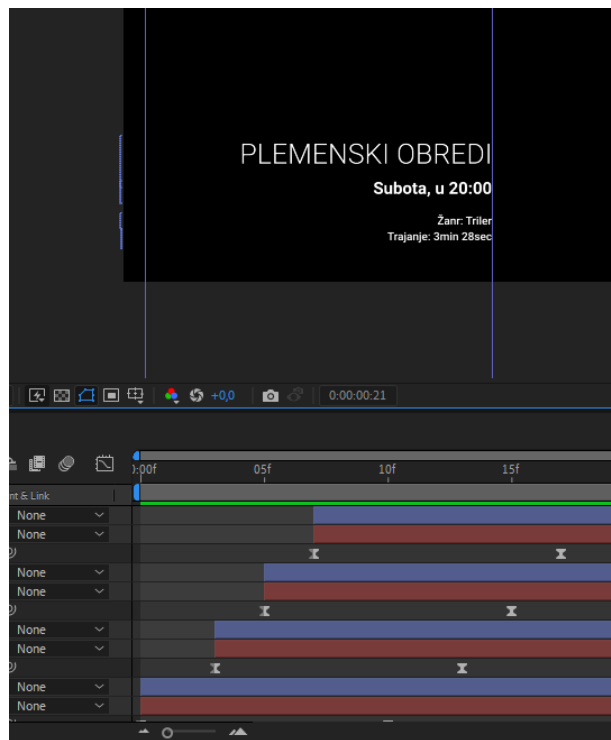 PLEMENSKI OBREDI
Subota, u 20:00
Žanr: Triler
Trajanje: 3min 28sec
+0,0
0:00:00:21
):00f 05f 10f 15f
nt & Link
None
None
None
None
None
None
None
None